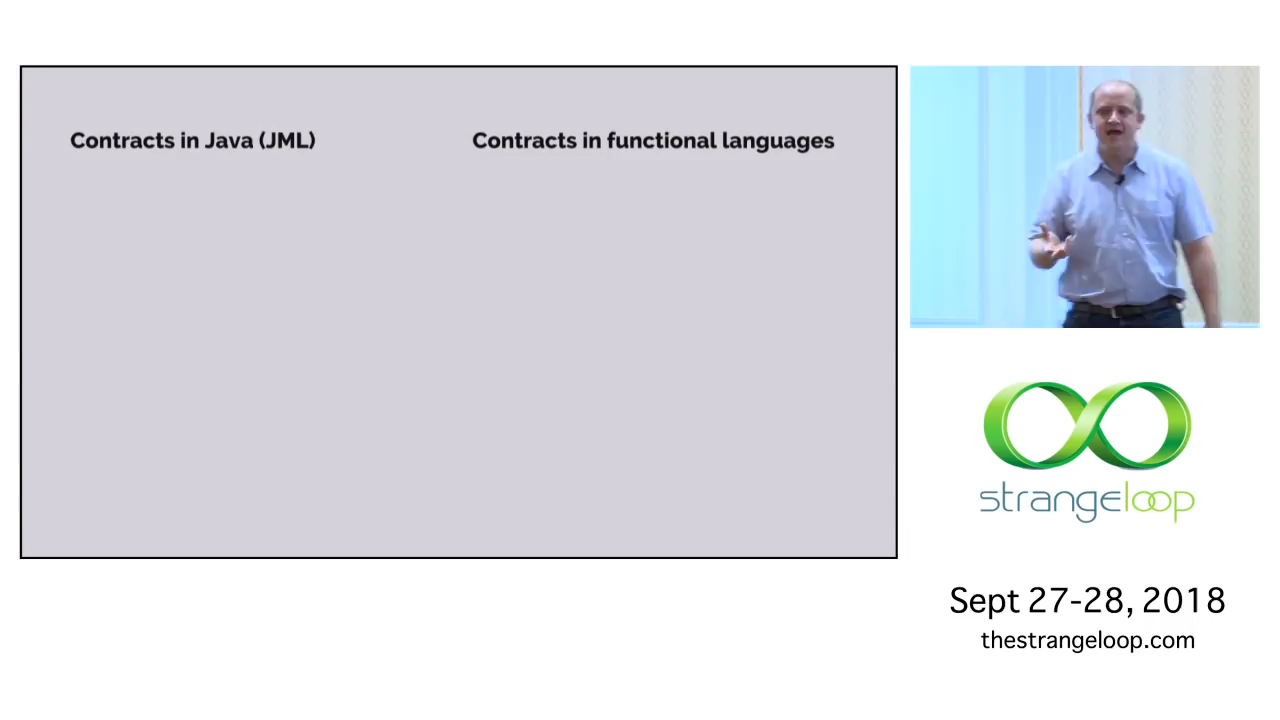 Contracts in Java (JML)
Contracts in functional languages
strangeloop
Sept 27-28, 2018
thestrangeloop.com